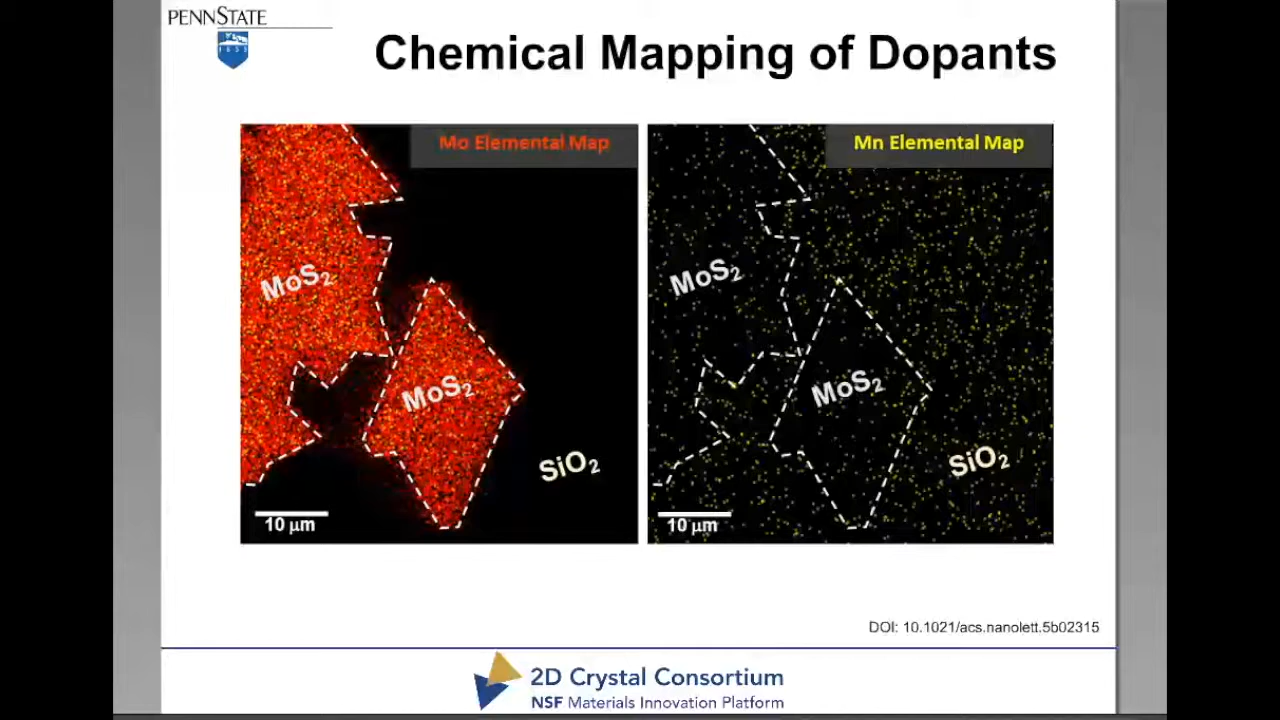 PENNSTATE
1855
Chemical Mapping of Dopants
Mo Elemental Map
MoS₂
MoS₂
SiO₂
10 μm
Mn Elemental Map
MoS₂
MoS₂
SiO₂
10 μm
DOI: 10.1021/acs.nanolett.5b02315
2D Crystal Consortium
NSF Materials Innovation Platform